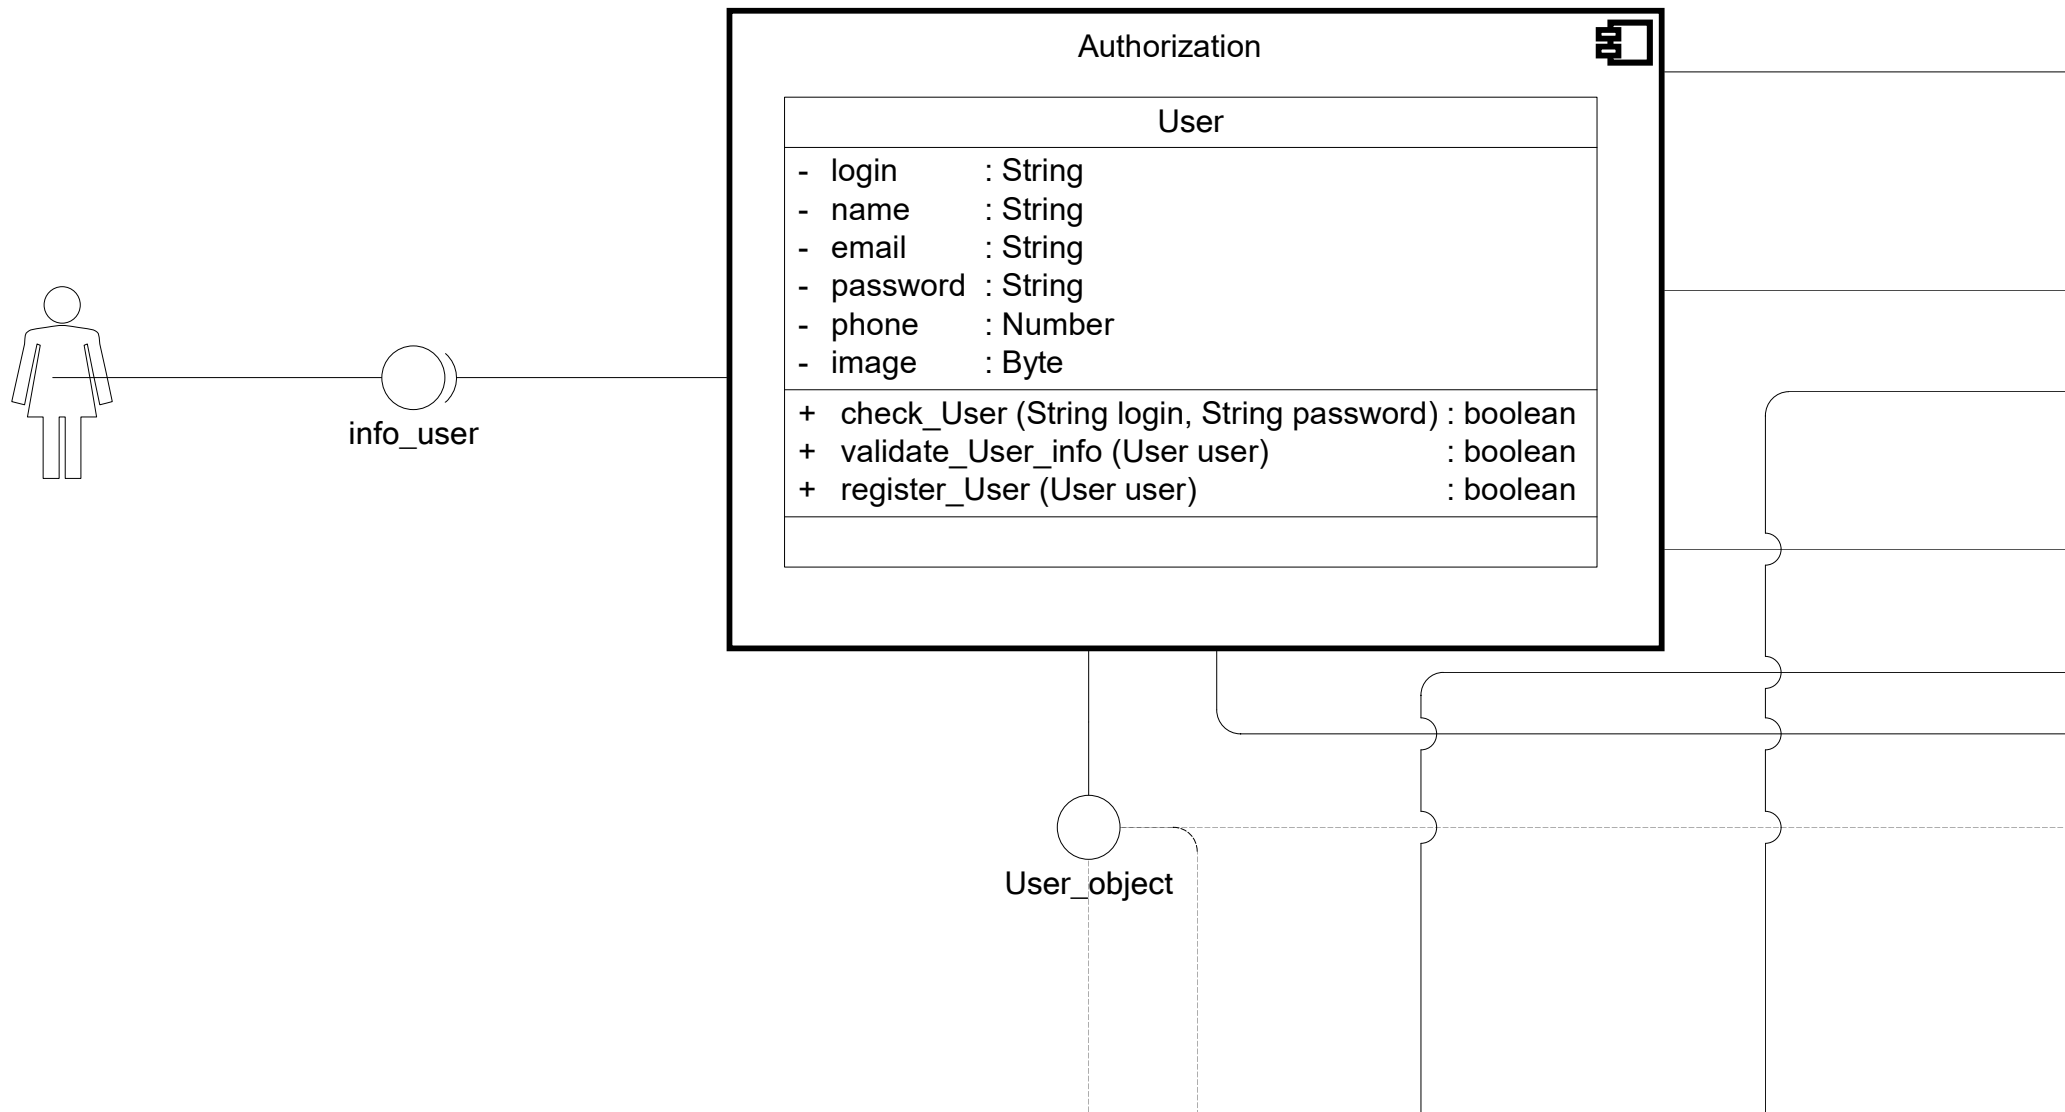 Authorization
User
- login : String
- name : String
- email : String
- password : String
- phone : Number
- image : Byte
+ check_User (String login, String password) : boolean
+ validate_User_info (User user) : boolean
+ register_User (User user) : boolean
info_user
User_object